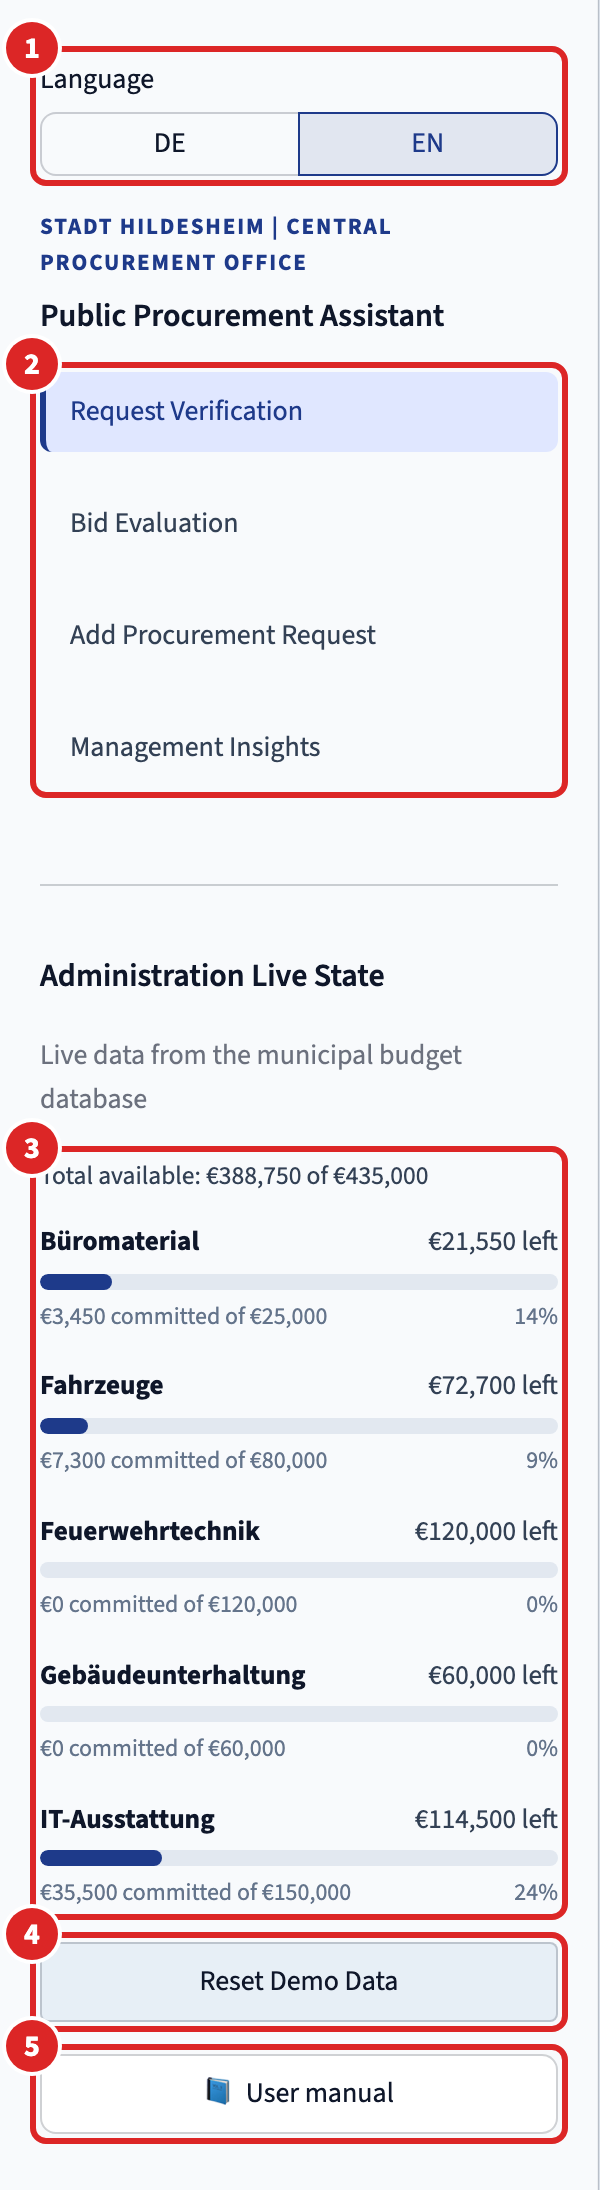 1
Language
DE EN
STADT HILDESHEIM | CENTRAL
PROCUREMENT OFFICE
Public Procurement Assistant
2
Request Verification
Bid Evaluation
Add Procurement Request
Management Insights
Administration Live State
Live data from the municipal budget
database
3
Total available: €388,750 of €435,000
Büromaterial €21,550 left
€3,450 committed of €25,000 14%
Fahrzeuge €72,700 left
€7,300 committed of €80,000 9%
Feuerwehrtechnik €120,000 left
€0 committed of €120,000 0%
Gebäudeunterhaltung €60,000 left
€0 committed of €60,000 0%
IT-Ausstattung €114,500 left
€35,500 committed of €150,000 24%
4
Reset Demo Data
5
User manual